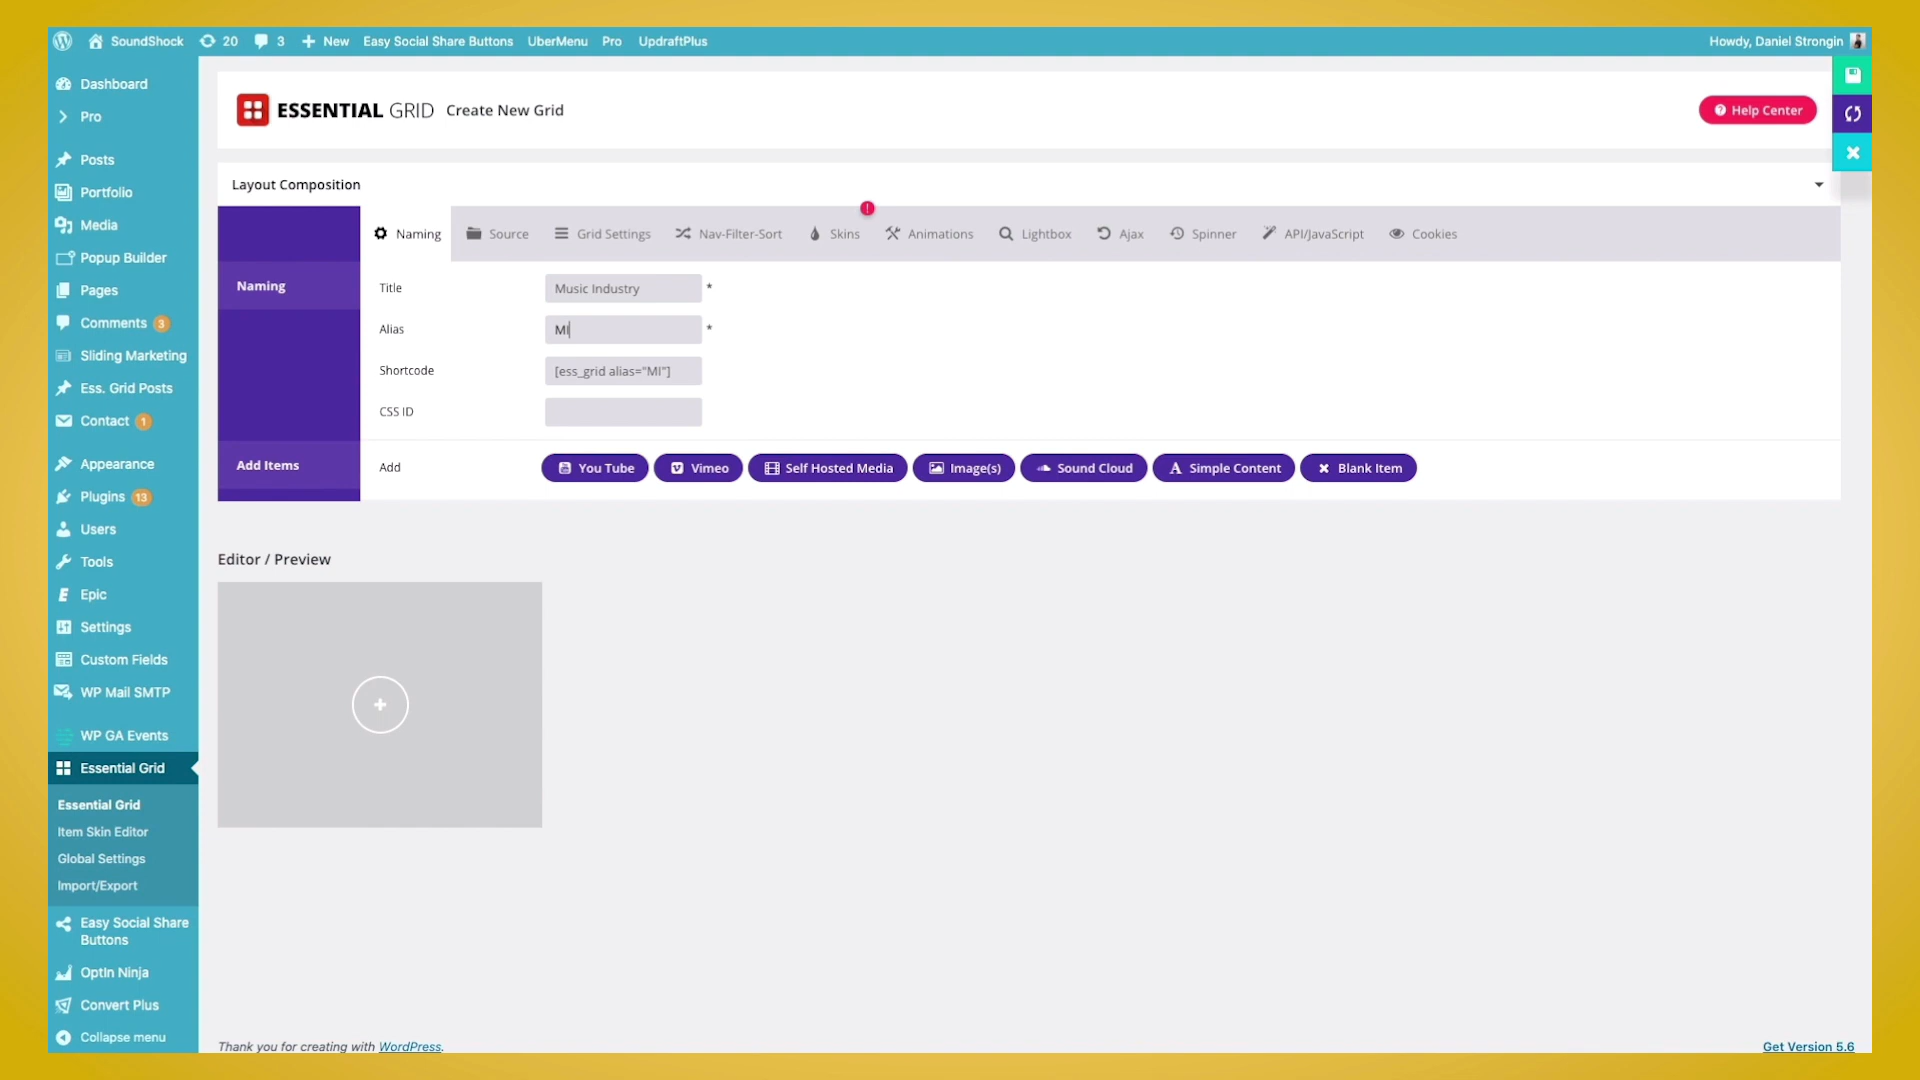 SoundShock 20 3 New Easy Social Share Buttons UberMenu Pro UpdraftPlus Howdy, Daniel Strongin
Dashboard
Pro
Posts
Portfolio
Media
Popup Builder
Pages
Comments 3
Sliding Marketing
Ess. Grid Posts
Contact 1
Appearance
Plugins 13
Users
Tools
Epic
Settings
Custom Fields
WP Mail SMTP
WP GA Events
Essential Grid
Essential Grid
Item Skin Editor
Global Settings
Import/Export
Easy Social Share
Buttons
OptIn Ninja
Convert Plus
Collapse menu
ESSENTIAL GRID Create New Grid Help Center
Layout Composition
Naming Source Grid Settings Nav-Filter-Sort Skins ! Animations Lightbox Ajax Spinner API/JavaScript Cookies
Naming
Title Music Industry *
Alias MI *
Shortcode [ess_grid alias="MI"]
CSS ID
Add Items Add You Tube Vimeo Self Hosted Media Image(s) Sound Cloud Simple Content Blank Item
Editor / Preview
Thank you for creating with WordPress. Get Version 5.6